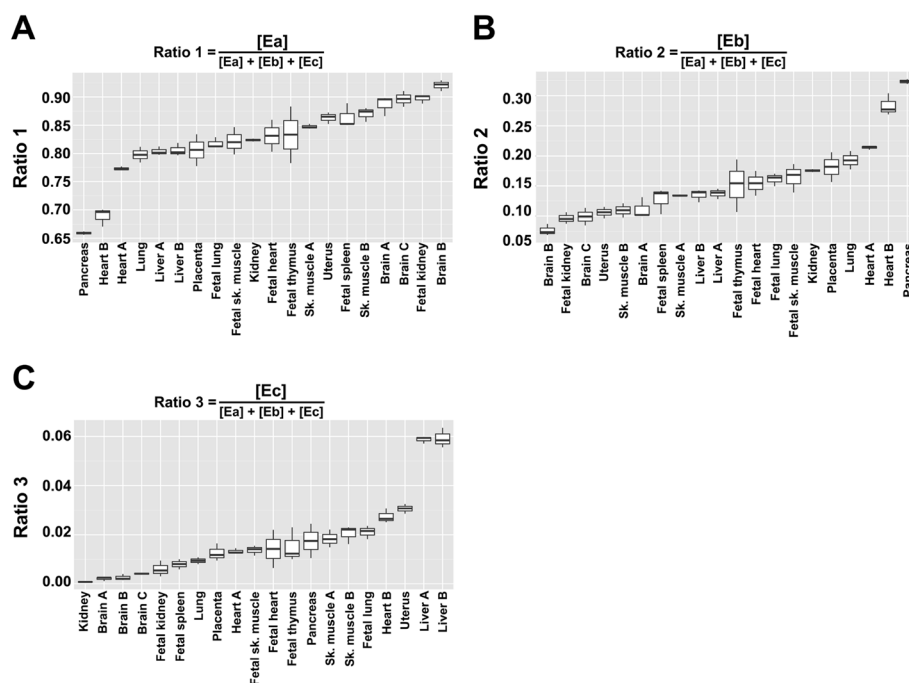 A
Ratio 1 = [Ea] / [Ea] + [Eb] + [Ec]
Ratio 1
0.90
0.85
0.80
0.75
0.70
0.65
Pancreas
Heart B
Heart A
Lung
Liver A
Liver B
Placenta
Fetal lung
Fetal sk. muscle
Kidney
Fetal heart
Fetal thymus
Sk. muscle A
Uterus
Fetal spleen
Sk. muscle B
Brain A
Brain C
Fetal kidney
Brain B
B
Ratio 2 = [Eb] / [Ea] + [Eb] + [Ec]
Ratio 2
0.30
0.25
0.20
0.15
0.10
0.05
Brain B
Fetal kidney
Brain C
Uterus
Sk. muscle B
Brain A
Fetal spleen
Sk. muscle A
Liver B
Liver A
Fetal thymus
Fetal heart
Fetal lung
Fetal sk. muscle
Kidney
Placenta
Lung
Heart A
Heart B
Pancreas
C
Ratio 3 = [Ec] / [Ea] + [Eb] + [Ec]
Ratio 3
0.06
0.04
0.02
0.00
Kidney
Brain A
Brain B
Brain C
Fetal kidney
Fetal spleen
Lung
Placenta
Heart A
Fetal sk. muscle
Fetal heart
Fetal thymus
Pancreas
Sk. muscle A
Sk. muscle B
Fetal lung
Heart B
Uterus
Liver A
Liver B